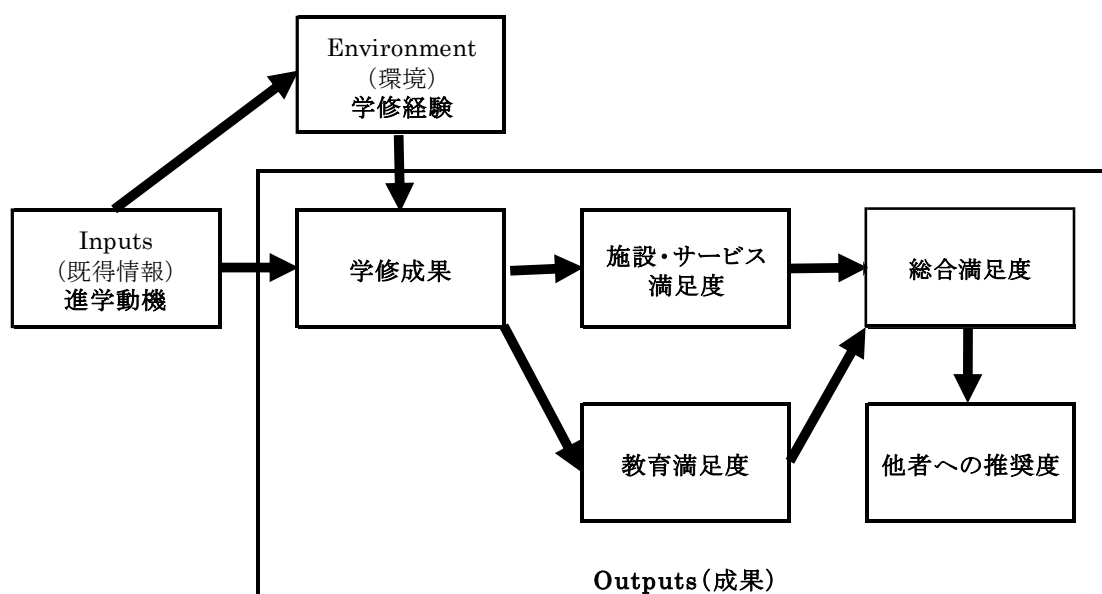 Environment
（環境）
学修経験
Inputs
（既得情報）
進学動機
学修成果
施設・サービス
満足度
総合満足度
教育満足度
他者への推奨度
Outputs（成果）